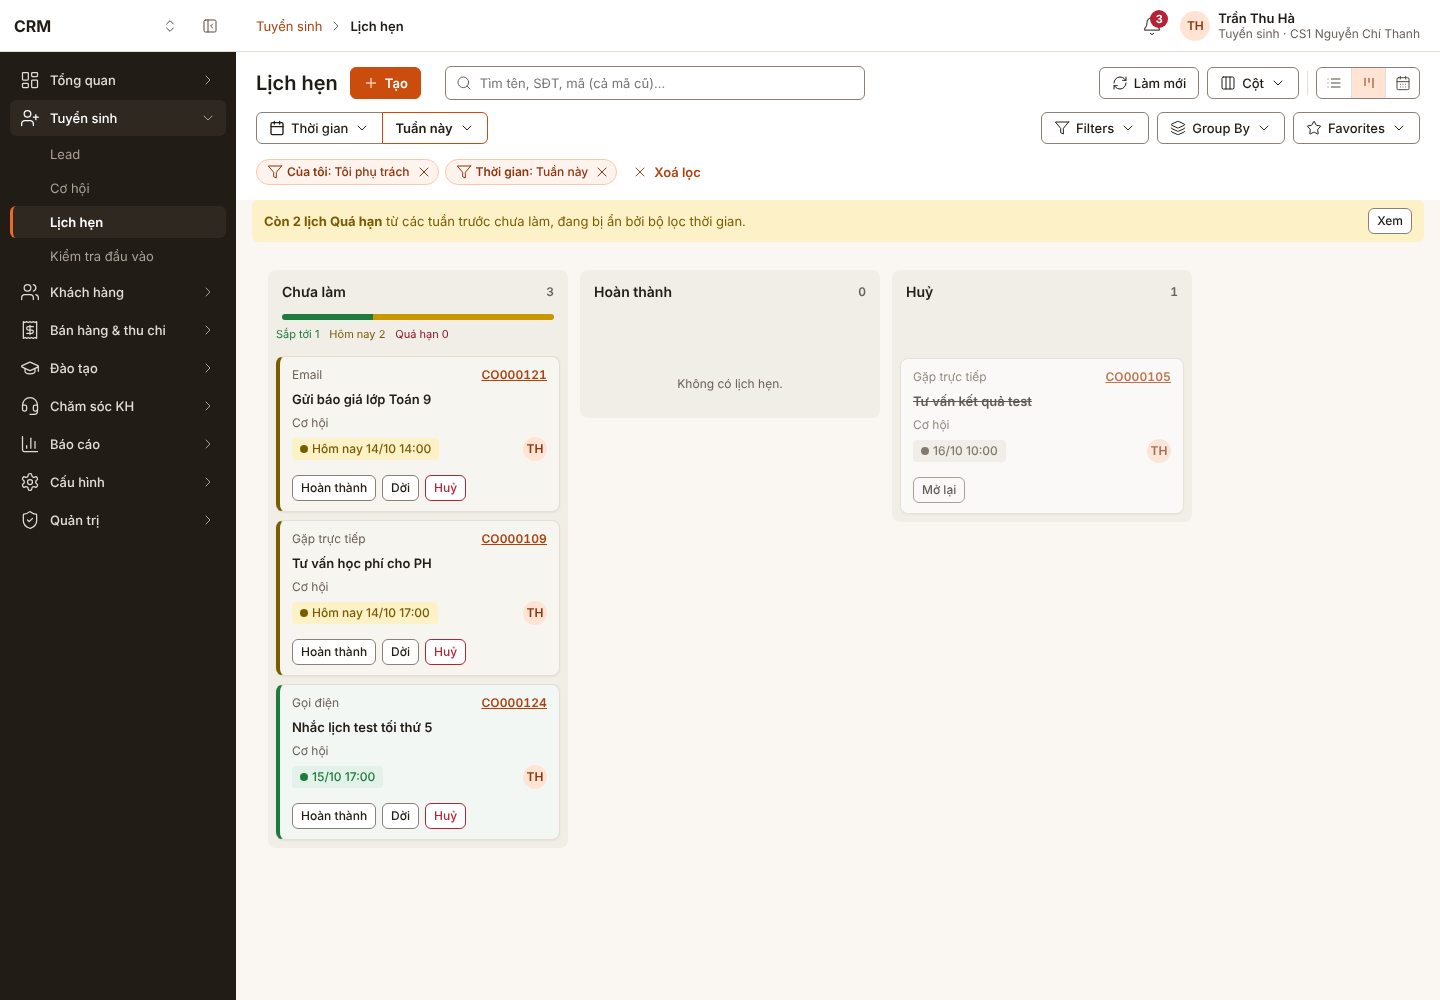 CRM
Tuyển sinh > Lịch hẹn
3
TH
Trần Thu Hà
Tuyển sinh · CS1 Nguyễn Chí Thanh
Tổng quan
Tuyển sinh
Lead
Cơ hội
Lịch hẹn
Kiểm tra đầu vào
Khách hàng
Bán hàng & thu chi
Đào tạo
Chăm sóc KH
Báo cáo
Cấu hình
Quản trị
Lịch hẹn
Tạo
Tìm tên, SĐT, mã (cả mã cũ)...
Làm mới
Cột
Thời gian
Tuần này
Filters
Group By
Favorites
Của tôi: Tôi phụ trách
Thời gian: Tuần này
Xoá lọc
Còn 2 lịch Quá hạn từ các tuần trước chưa làm, đang bị ẩn bởi bộ lọc thời gian.
Xem
Chưa làm 3
Sắp tới 1 Hôm nay 2 Quá hạn 0
Email CO000121
Gửi báo giá lớp Toán 9
Cơ hội
Hôm nay 14/10 14:00 TH
Hoàn thành Dời Huỷ
Gặp trực tiếp CO000109
Tư vấn học phí cho PH
Cơ hội
Hôm nay 14/10 17:00 TH
Hoàn thành Dời Huỷ
Gọi điện CO000124
Nhắc lịch test tối thứ 5
Cơ hội
15/10 17:00 TH
Hoàn thành Dời Huỷ
Hoàn thành 0
Không có lịch hẹn.
Huỷ 1
Gặp trực tiếp CO000105
Tư vấn kết quả test
Cơ hội
16/10 10:00 TH
Mở lại